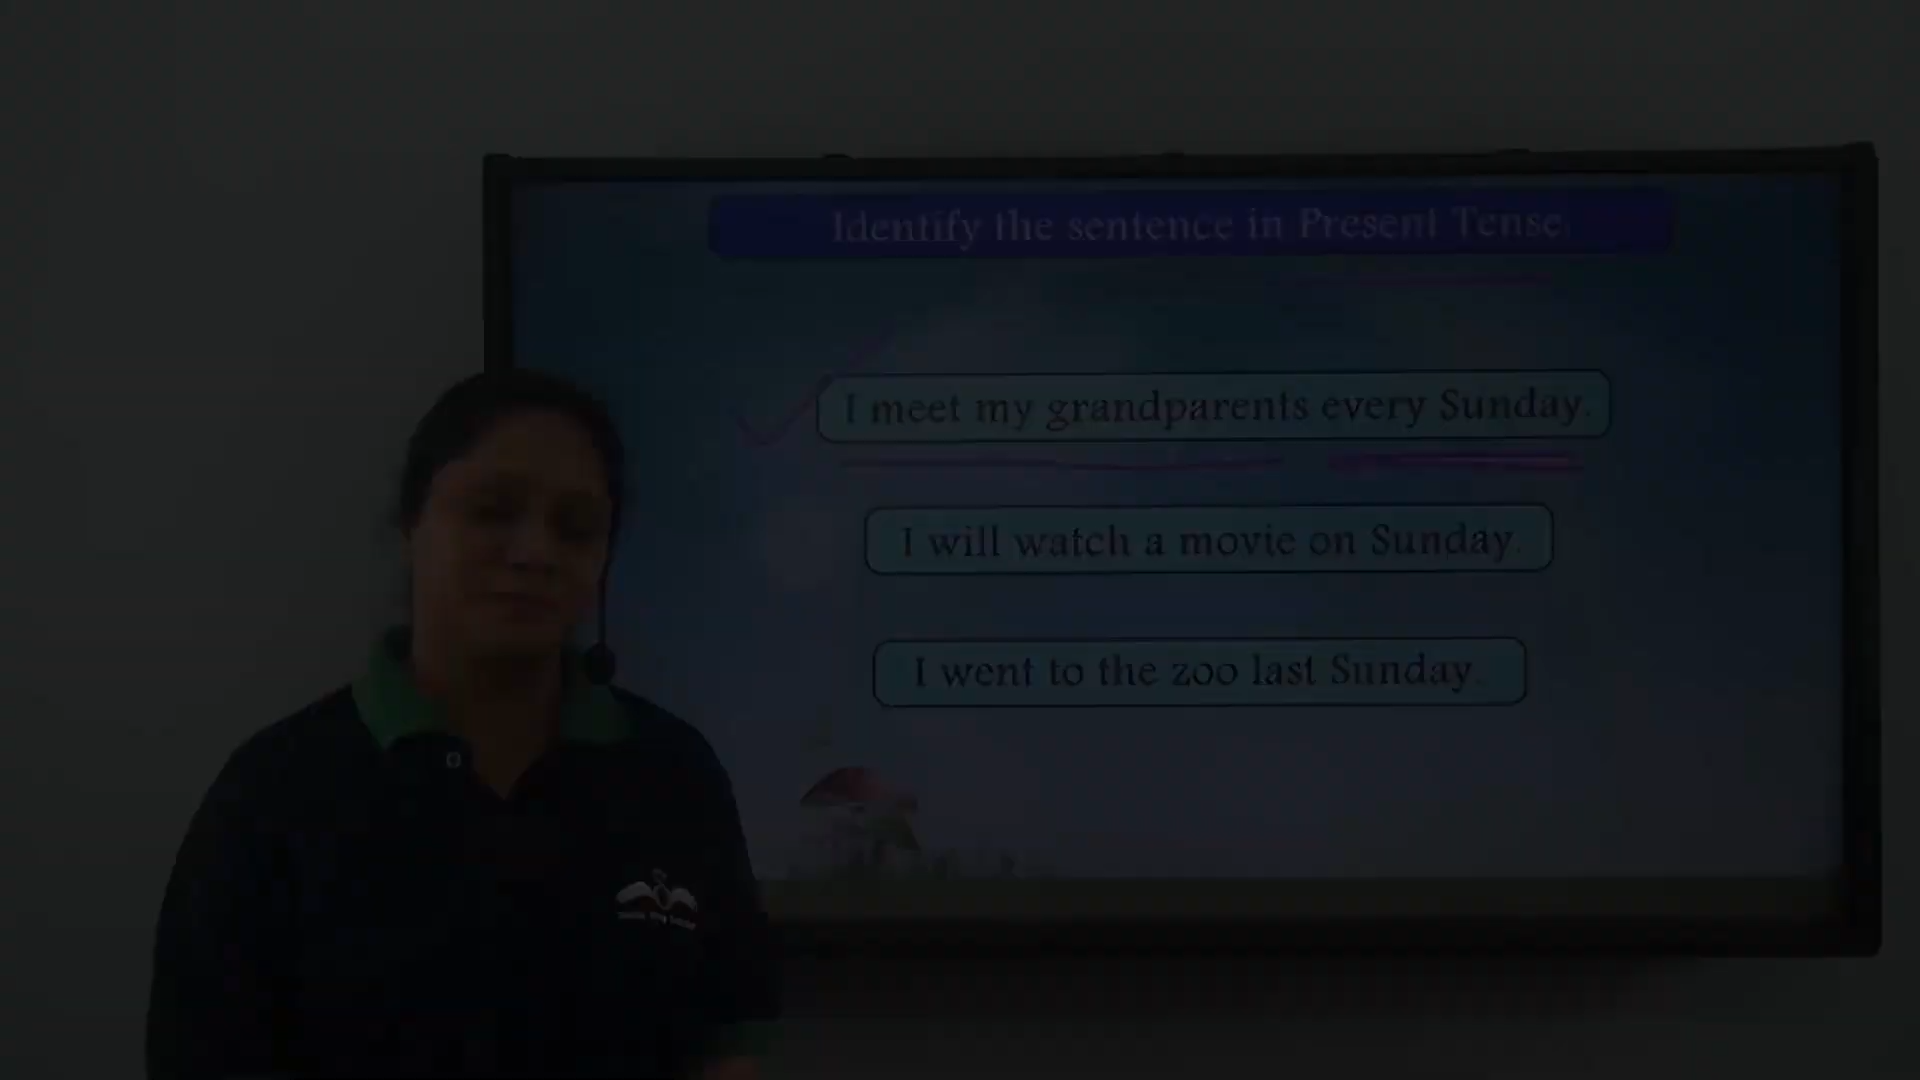 Identify the sentence in Present Tense.
I meet my grandparents every Sunday.
I will watch a movie on Sunday.
I went to the zoo last Sunday.